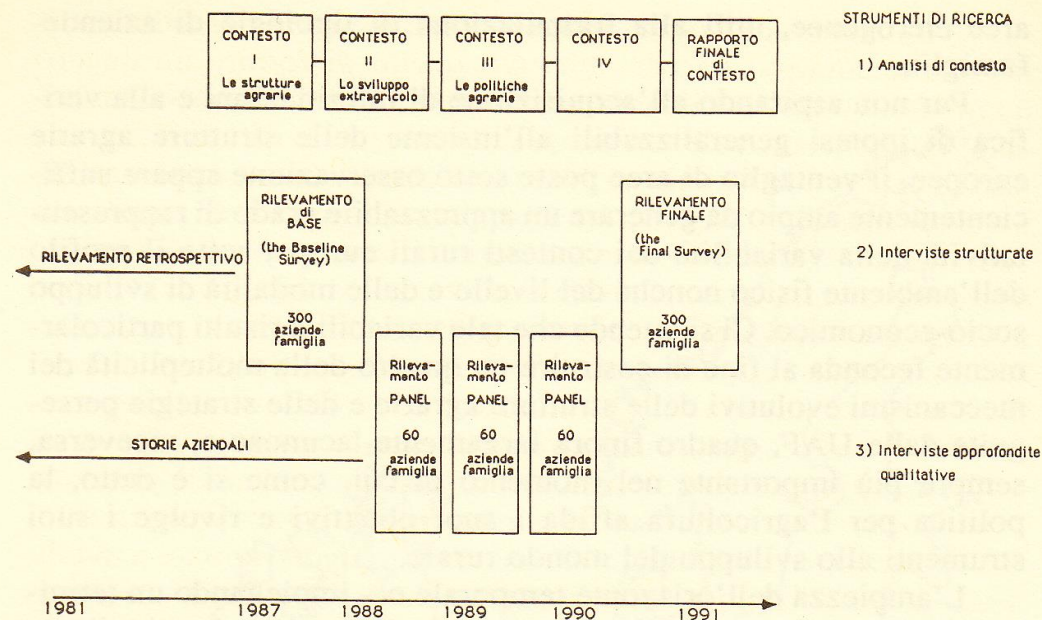 STRUMENTI DI RICERCA
CONTESTO
I
Le strutture
agrarie
CONTESTO
II
Lo sviluppo
extragricolo
CONTESTO
III
Le politiche
agrarie
CONTESTO
IV
RAPPORTO
FINALE
di
CONTESTO
1) Analisi di contesto
RILEVAMENTO
di
BASE
(the Baseline
Survey)
300
aziende
famiglia
RILEVAMENTO
FINALE
(the
Final Survey)
300
aziende
famiglia
2) Interviste strutturate
RILEVAMENTO RETROSPETTIVO
Rileva-
mento
PANEL
60
aziende
famiglia
Rileva-
mento
PANEL
60
aziende
famiglia
Rileva-
mento
PANEL
60
aziende
famiglia
3) Interviste approfondite
qualitative
STORIE AZIENDALI
1981
1987
1988
1989
1990
1991